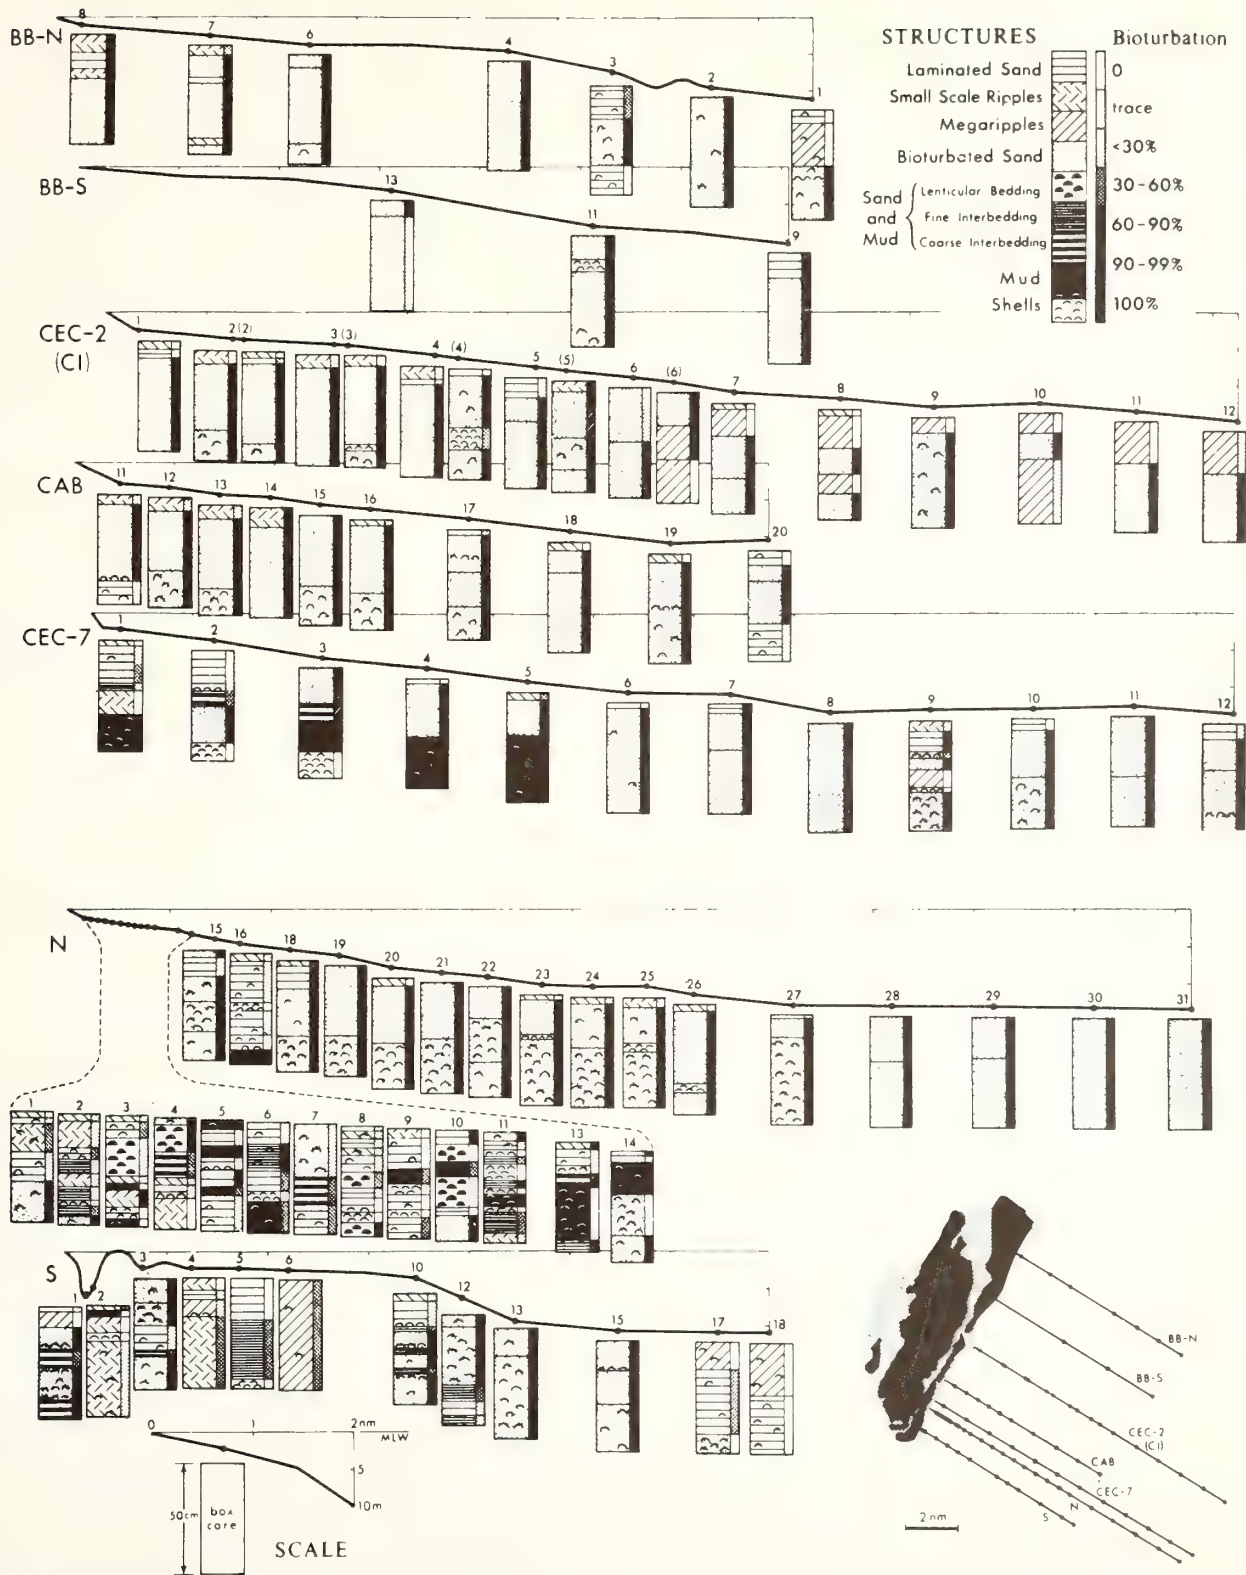 BB-N
8 7 6 4 3 2 1
STRUCTURES Bioturbation
Laminated Sand 0
Small Scale Ripples trace
Megaripples
Bioturbated Sand <30%
Sand and Mud
Lenticular Bedding 30-60%
Fine Interbedding 60-90%
Coarse Interbedding
Mud 90-99%
Shells 100%
BB-S
13 11 9
CEC-2
(CI)
1 2 (2) 3 (3) 4 (4) 5 (5) 6 (6) 7 8 9 10 11 12
CAB
11 12 13 14 15 16 17 18 19 20
CEC-7
1 2 3 4 5 6 7 8 9 10 11 12
N
15 16 18 19 20 21 22 23 24 25 26 27 28 29 30 31
1 2 3 4 5 6 7 8 9 10 11 13 14
S
1 2 3 4 5 6 10 12 13 15 17 18
0 1 2nm
MLW
5
10m
50cm
box
core
SCALE
BB-N
BB-S
CEC-2
(CI)
CAB
CEC-7
N
S
2 nm